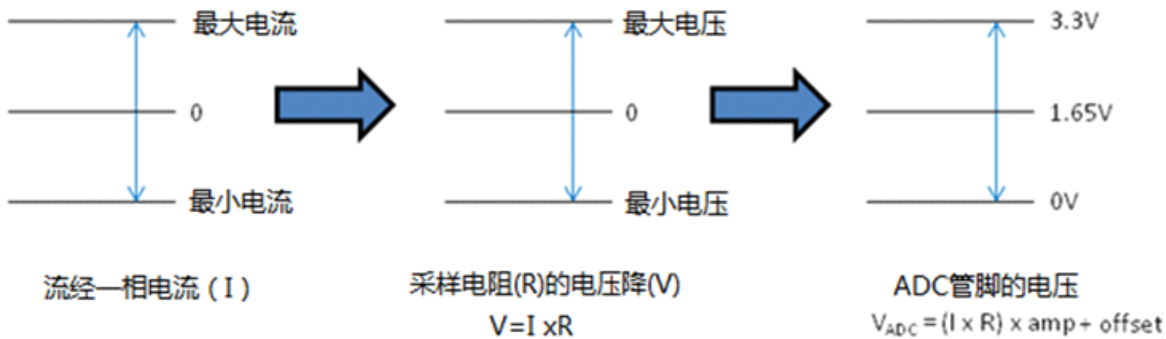 最大电流
0
最小电流
流经一相电流 ( I )
最大电压
0
最小电压
采样电阻(R)的电压降(V)
V=I xR
3.3V
1.65V
0V
ADC管脚的电压
VADC = (I x R) x amp + offset